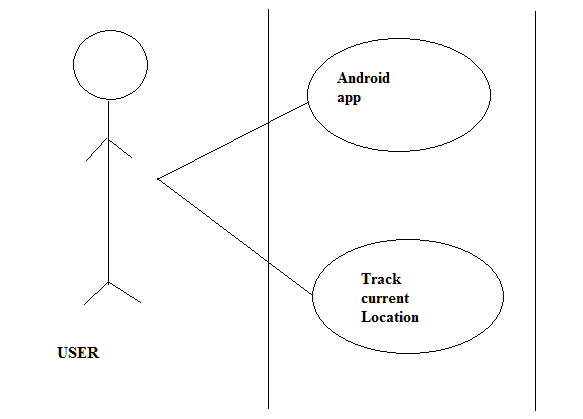 Android
app
Track
current
Location
USER